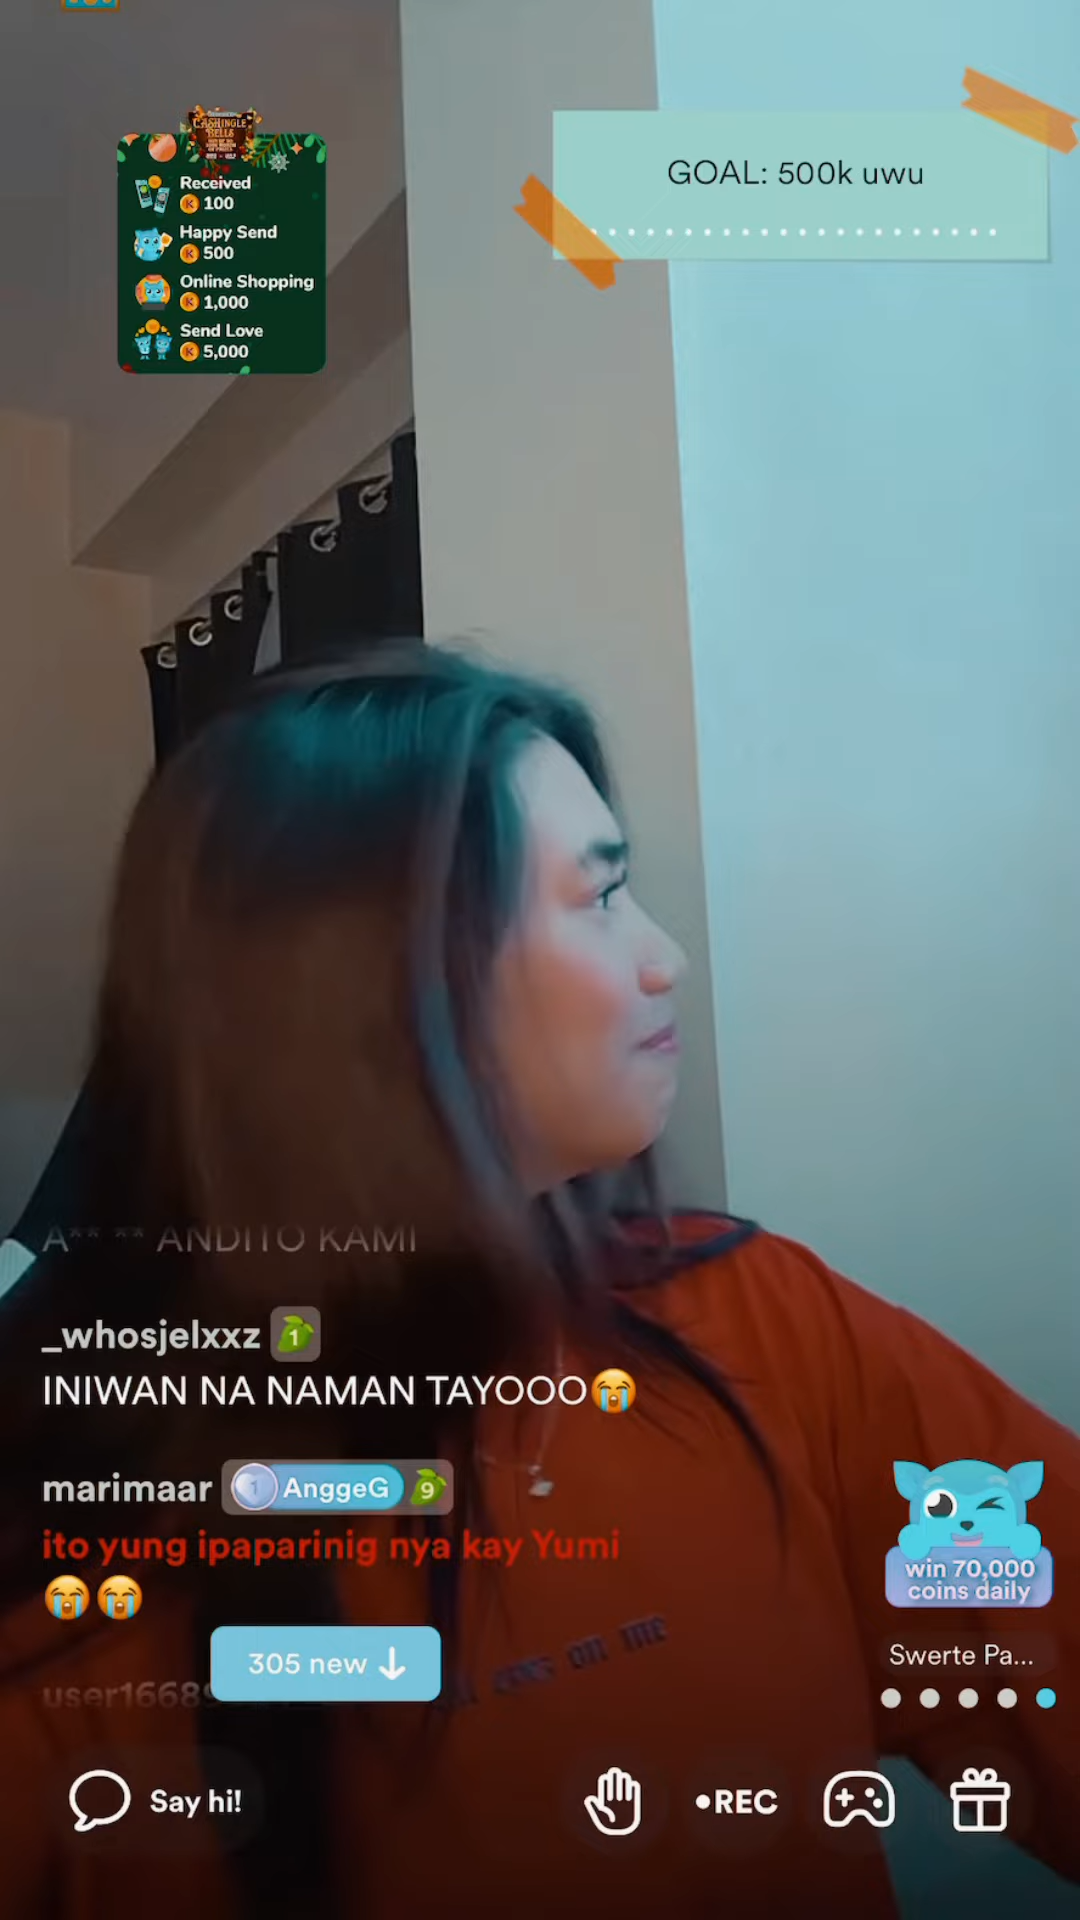 CASHINGLE
BELLS
Received
100
Happy Send
500
Online Shopping
1,000
Send Love
5,000
GOAL: 500k uwu
A** ** ANDITO KAMI
_whosjelxxz 1
INIWAN NA NAMAN TAYOOO😭
marimaar 1 AnggeG 9
ito yung ipaparinig nya kay Yumi
😭😭
305 new ↓
user16689
win 70,000
coins daily
Swerte Pa...
Say hi!
•REC